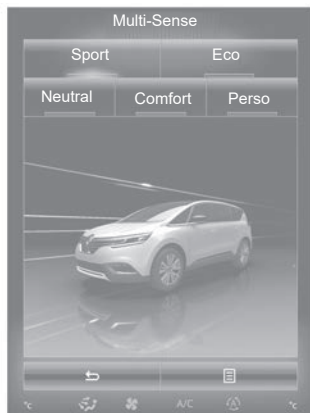 Multi-Sense
Sport Eco
Neutral Comfort Perso
°C A/C °C